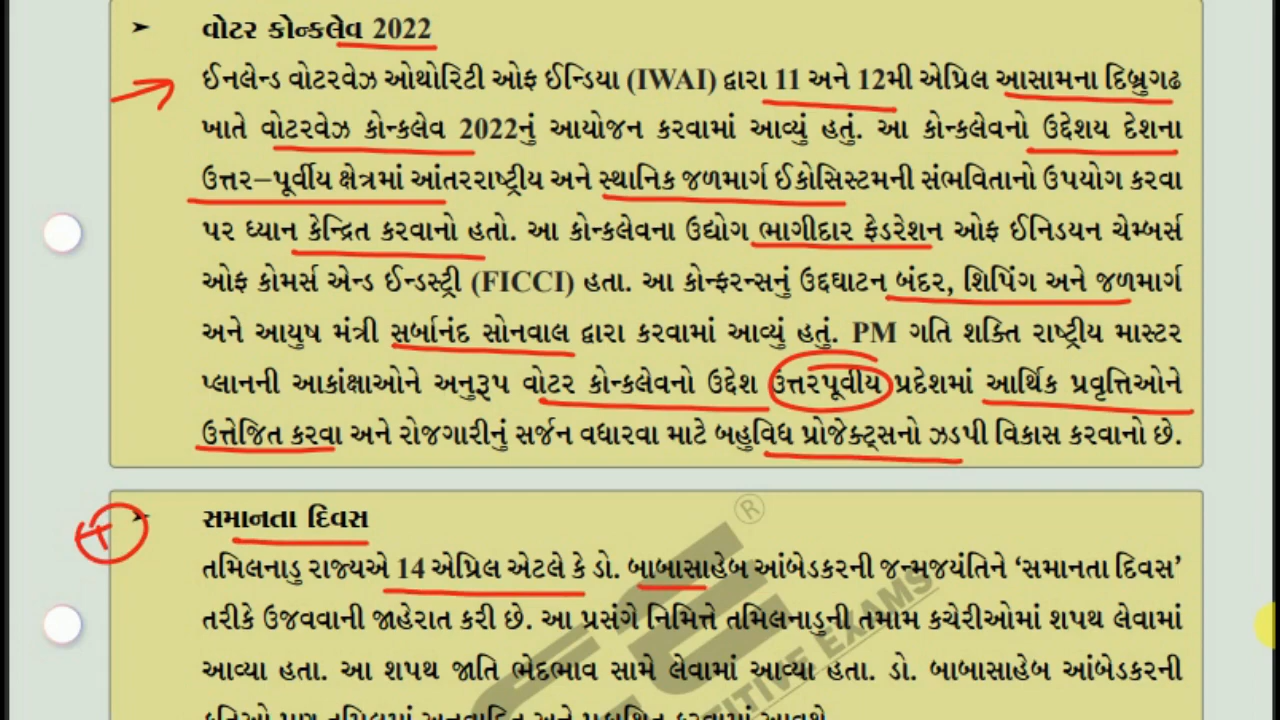 ➤ વોટર કોન્કલેવ 2022
ઈનલેન્ડ વોટરવેઝ ઓથોરિટી ઓફ ઈન્ડિયા (IWAI) દ્વારા 11 અને 12મી એપ્રિલ આસામના દિબ્રુગઢ
ખાતે વોટરવેઝ કોન્કલેવ 2022નું આયોજન કરવામાં આવ્યું હતું. આ કોન્કલેવનો ઉદ્દેશય દેશના
ઉત્તર–પૂર્વીય ક્ષેત્રમાં આંતરરાષ્ટ્રીય અને સ્થાનિક જળમાર્ગ ઈકોસિસ્ટમની સંભવિતાનો ઉપયોગ કરવા
પર ધ્યાન કેન્દ્રિત કરવાનો હતો. આ કોન્કલેવના ઉદ્યોગ ભાગીદાર ફેડરેશન ઓફ ઈનિડયન ચેમ્બર્સ
ઓફ કોમર્સ એન્ડ ઈન્ડસ્ટ્રી (FICCI) હતા. આ કોન્ફરન્સનું ઉદ્દઘાટન બંદર, શિપિંગ અને જળમાર્ગ
અને આયુષ મંત્રી સર્બાનંદ સોનવાલ દ્વારા કરવામાં આવ્યું હતું. PM ગતિ શક્તિ રાષ્ટ્રીય માસ્ટર
પ્લાનની આકાંક્ષાઓને અનુરૂપ વોટર કોન્કલેવનો ઉદ્દેશ ઉત્તરપૂર્વીય પ્રદેશમાં આર્થિક પ્રવૃત્તિઓને
ઉત્તેજિત કરવા અને રોજગારીનું સર્જન વધારવા માટે બહુવિધ પ્રોજેક્ટ્સનો ઝડપી વિકાસ કરવાનો છે.
➤ સમાનતા દિવસ
તમિલનાડુ રાજ્યએ 14 એપ્રિલ એટલે કે ડો. બાબાસાહેબ આંબેડકરની જન્મજયંતિને ‘સમાનતા દિવસ’
તરીકે ઉજવવાની જાહેરાત કરી છે. આ પ્રસંગે નિમિત્તે તમિલનાડુની તમામ કચેરીઓમાં શપથ લેવામાં
આવ્યા હતા. આ શપથ જાતિ ભેદભાવ સામે લેવામાં આવ્યા હતા. ડો. બાબાસાહેબ આંબેડકરની